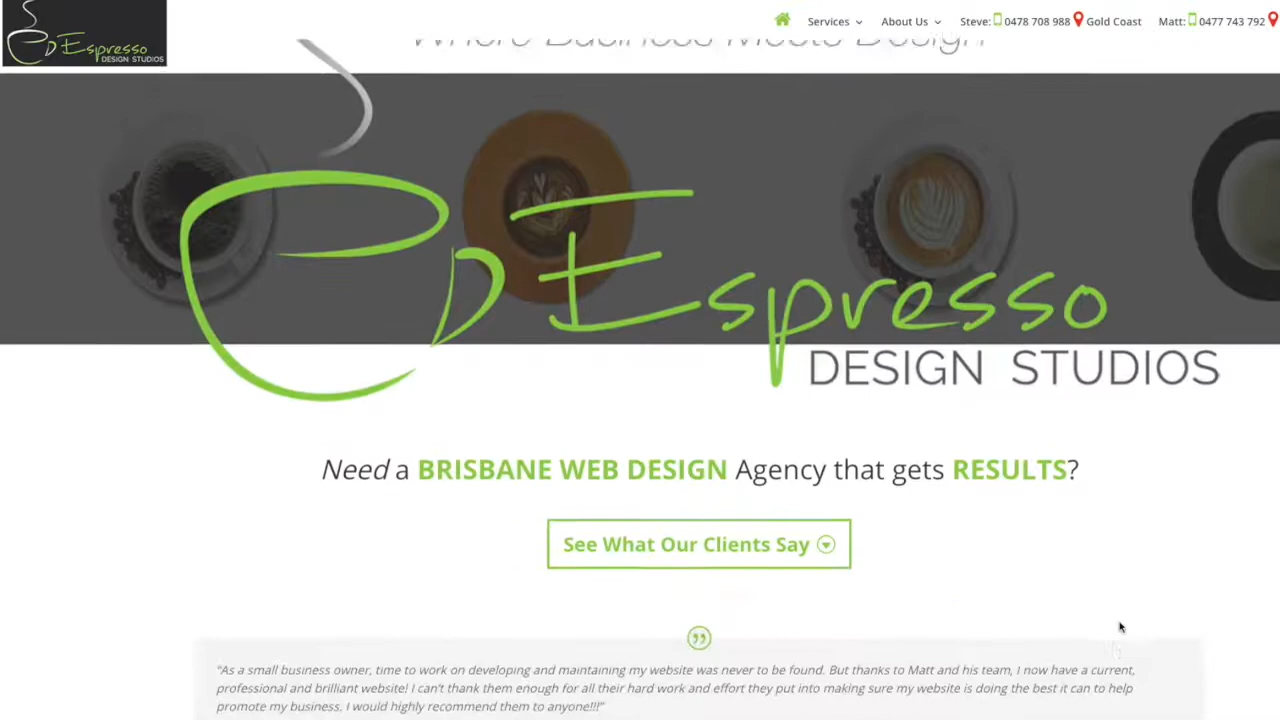 D Espresso
DESIGN STUDIOS
Services
About Us
Steve: 0478 708 988
Gold Coast
Matt: 0477 743 792
Where Business Meets Design
D Espresso
DESIGN STUDIOS
Need a BRISBANE WEB DESIGN Agency that gets RESULTS?
See What Our Clients Say
“As a small business owner, time to work on developing and maintaining my website was never to be found. But thanks to Matt and his team, I now have a current,
professional and brilliant website! I can’t thank them enough for all their hard work and effort they put into making sure my website is doing the best it can to help
promote my business. I would highly recommend them to anyone!!!”